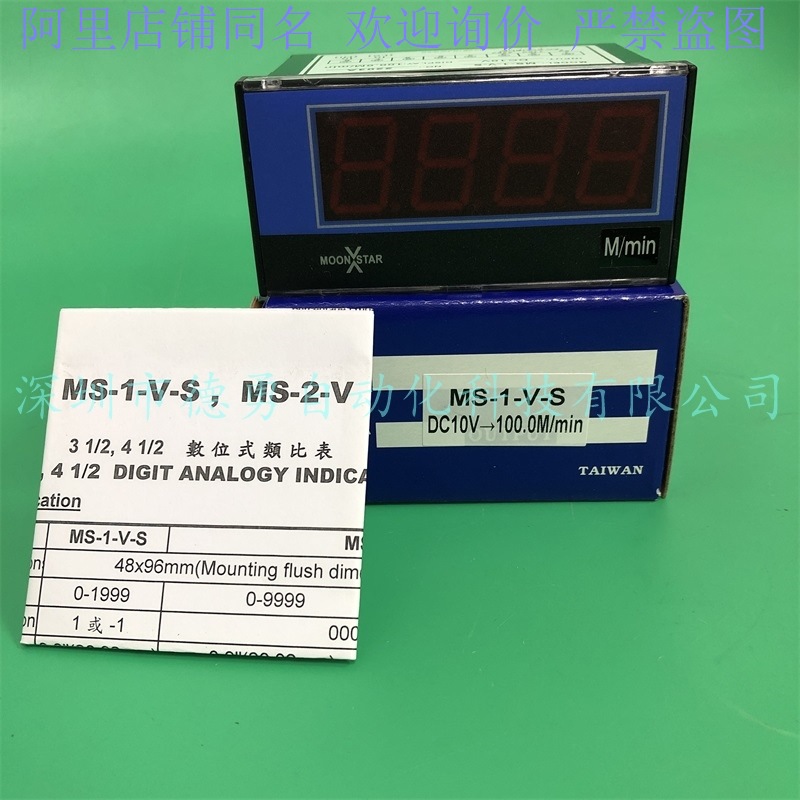 阿里店铺同名 欢迎询价 严禁盗图
8888
MOON X STAR
M/min
深圳市德勇自动化科技有限公司
MS-1-V-S , MS-2-V
3 1/2, 4 1/2 數位式類比表
, 4 1/2 DIGIT ANALOGY INDICA
cation
MS-1-V-S
48x96mm(Mounting flush dim
0-1999 0-9999
1 或 -1 000
MS-1-V-S
DC10V→100.0M/min
TAIWAN